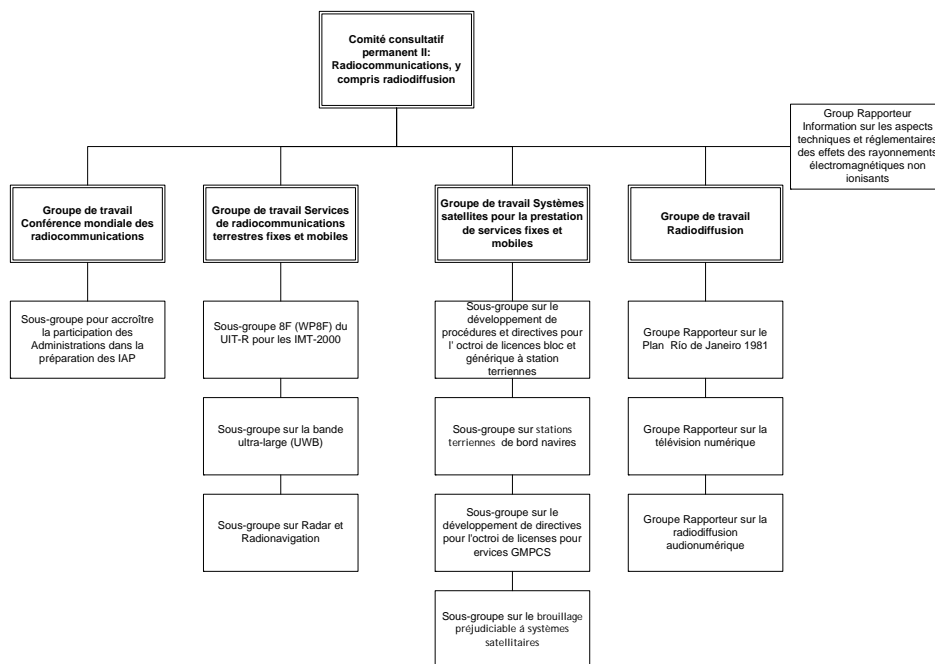 Comité consultatif
permanent II:
Radiocommunications, y
compris radiodiffusion
Group Rapporteur
Information sur les aspects
techniques et réglementaires
des effets des rayonnements
électromagnétiques non
ionisants
Groupe de travail
Conférence mondiale des
radiocommunications
Groupe de travail Services
de radiocommunications
terrestres fixes et mobiles
Groupe de travail Systèmes
satellites pour la prestation
de services fixes et
mobiles
Groupe de travail
Radiodiffusion
Sous-groupe pour accroître
la participation des
Administrations dans la
préparation des IAP
Sous-groupe 8F (WP8F) du
UIT-R pour les IMT-2000
Sous-groupe sur le
développement de
procédures et directives pour
l' octroi de licences bloc et
générique à station
terriennes
Groupe Rapporteur sur le
Plan Río de Janeiro 1981
Sous-groupe sur la bande
ultra-large (UWB)
Sous-groupe sur stations
terriennes de bord navires
Groupe Rapporteur sur la
télévision numérique
Sous-groupe sur Radar et
Radionavigation
Sous-groupe sur le
développement de directives
pour l'octroi de licenses pour
ervices GMPCS
Groupe Rapporteur sur la
radiodiffusion
audionumérique
Sous-groupe sur le brouillage
préjudiciable á systèmes
satellitaires